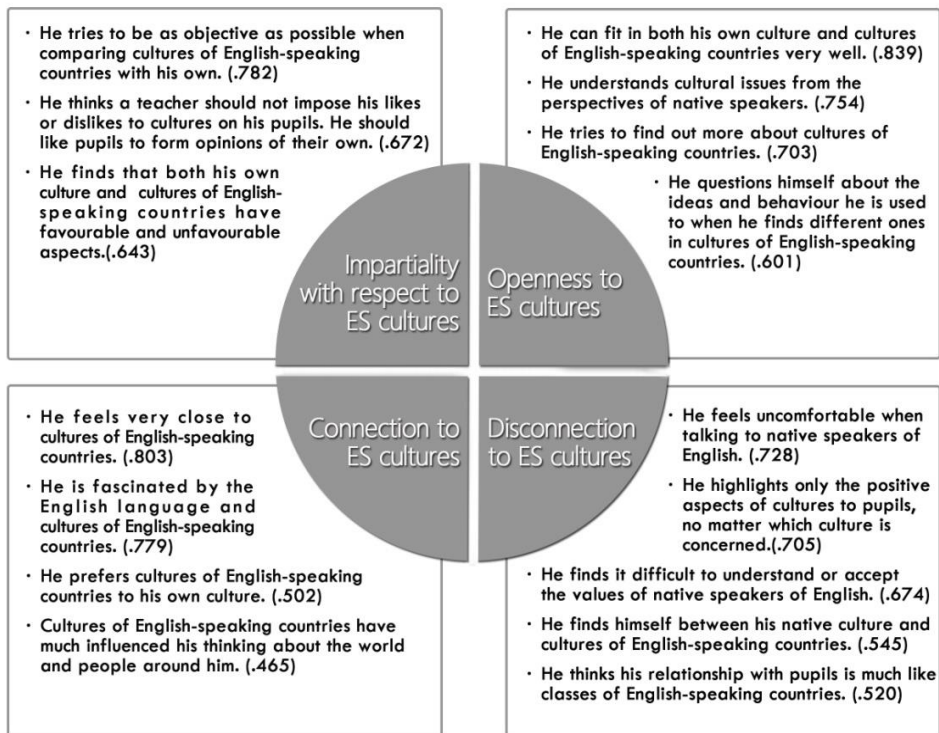 · He tries to be as objective as possible when
comparing cultures of English-speaking
countries with his own. (.782)
· He thinks a teacher should not impose his likes
or dislikes to cultures on his pupils. He should
like pupils to form opinions of their own. (.672)
· He finds that both his own
culture and cultures of English-
speaking countries have
favourable and unfavourable
aspects.(.643)
Impartiality
with respect to
ES cultures
· He can fit in both his own culture and cultures
of English-speaking countries very well. (.839)
· He understands cultural issues from the
perspectives of native speakers. (.754)
· He tries to find out more about cultures of
English-speaking countries. (.703)
· He questions himself about the
ideas and behaviour he is used
to when he finds different ones
in cultures of English-speaking
countries. (.601)
Openness to
ES cultures
· He feels very close to
cultures of English-speaking
countries. (.803)
· He is fascinated by the
English language and
cultures of English-speaking
countries. (.779)
· He prefers cultures of English-speaking
countries to his own culture. (.502)
· Cultures of English-speaking countries have
much influenced his thinking about the world
and people around him. (.465)
Connection to
ES cultures
Disconnection
to ES cultures
· He feels uncomfortable when
talking to native speakers of
English. (.728)
· He highlights only the positive
aspects of cultures to pupils,
no matter which culture is
concerned.(.705)
· He finds it difficult to understand or accept
the values of native speakers of English. (.674)
· He finds himself between his native culture and
cultures of English-speaking countries. (.545)
· He thinks his relationship with pupils is much like
classes of English-speaking countries. (.520)